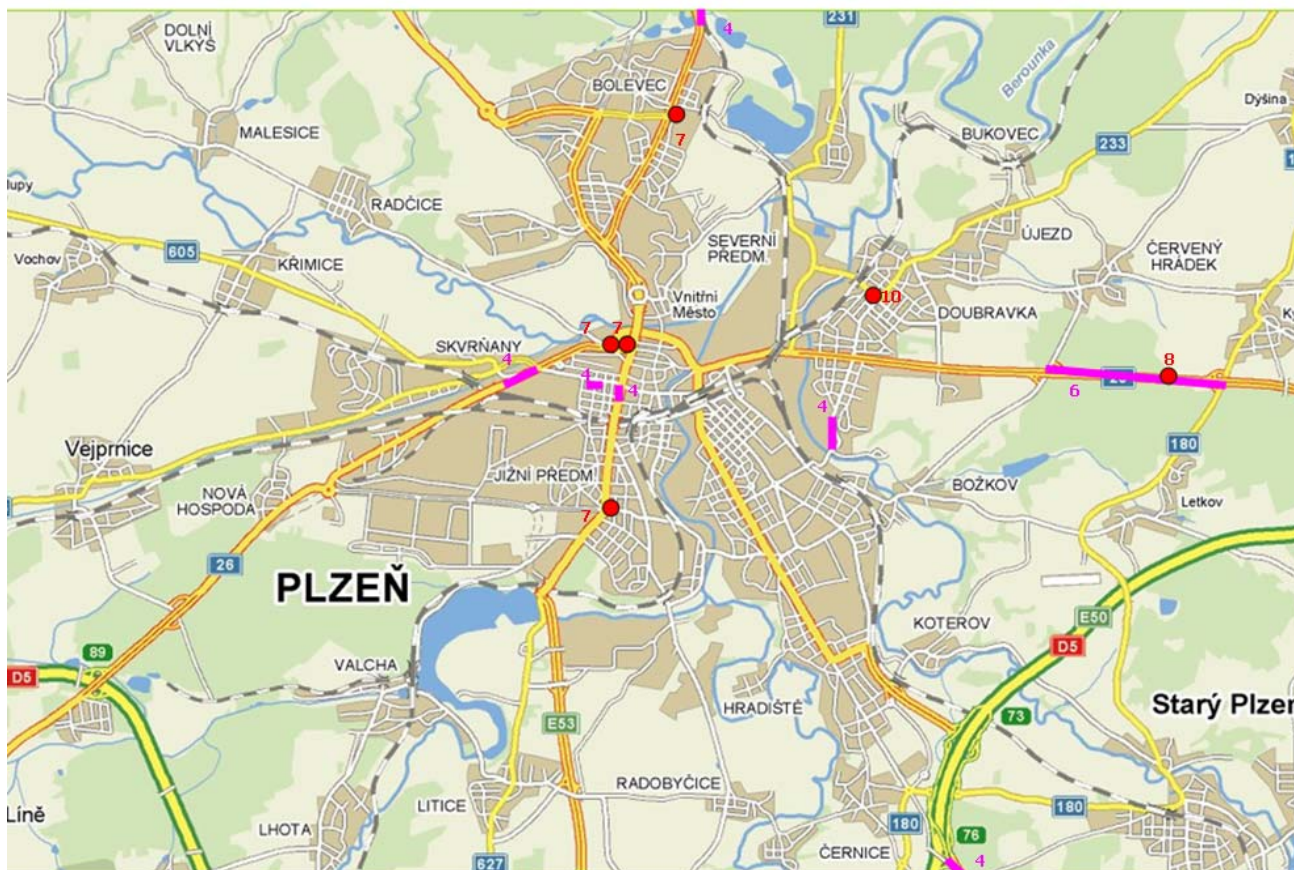 4
231
DOLNÍ
VLKÝŠ
BOLEVEC
Berounka
Dýšina
MALESICE
7
BUKOVEC
233
RADČICE
605
Vochov
KŘIMICE
SEVERNÍ
PŘEDM.
ÚJEZD
ČERVENÝ
HRÁDEK
Vnitřní
Město
10
DOUBRAVKA
7
7
SKVRŇANY
4
4
4
8
6
4
Vejprnice
180
JIŽNÍ PŘEDM.
NOVÁ
HOSPODA
BOŽKOV
Letkov
7
26
PLZEŇ
E50
KOTEROV
D5
89
D5
VALCHA
HRADIŠTĚ
Starý Plzen
73
E53
RADOBYČICE
LITICE
180
Líně
LHOTA
180
76
ČERNICE
627
4